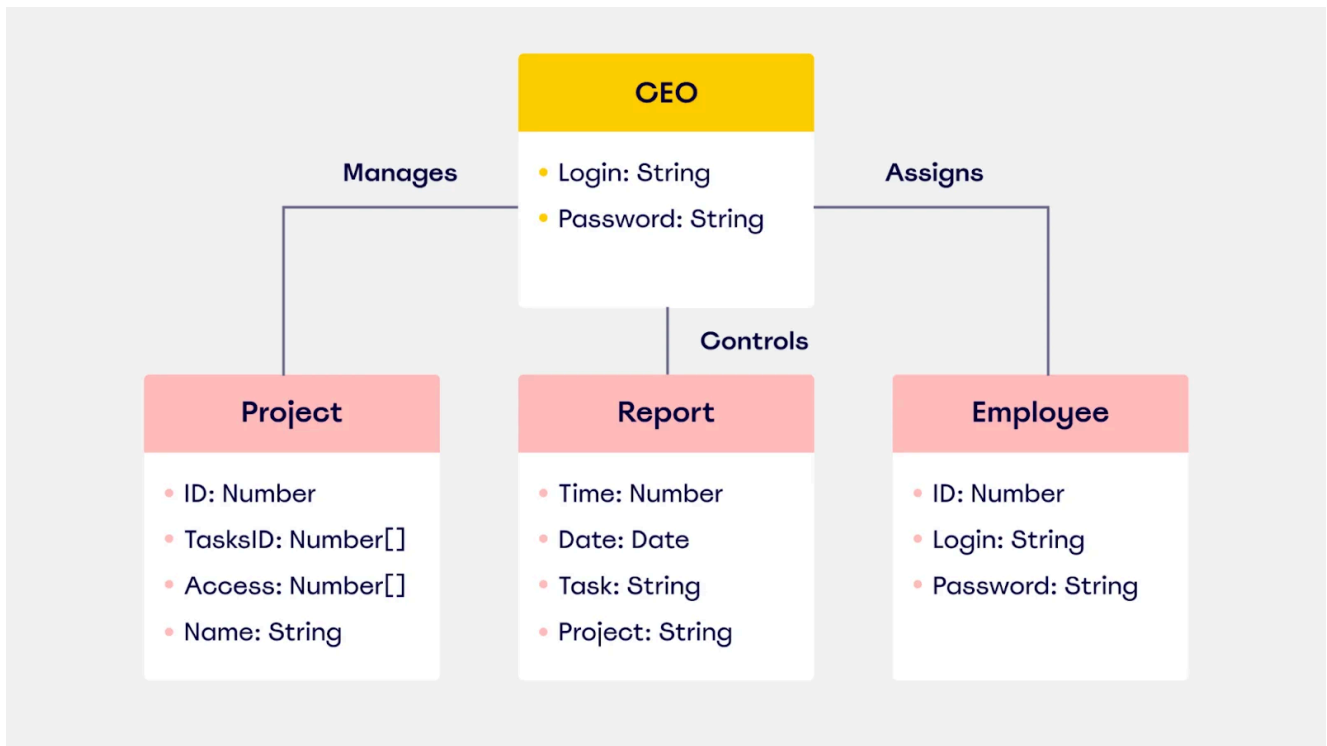 CEO
Manages
• Login: String
Assigns
• Password: String
Controls
Project
Report
Employee
• ID: Number
• TasksID: Number[]
• Access: Number[]
• Name: String
• Time: Number
• Date: Date
• Task: String
• Project: String
• ID: Number
• Login: String
• Password: String